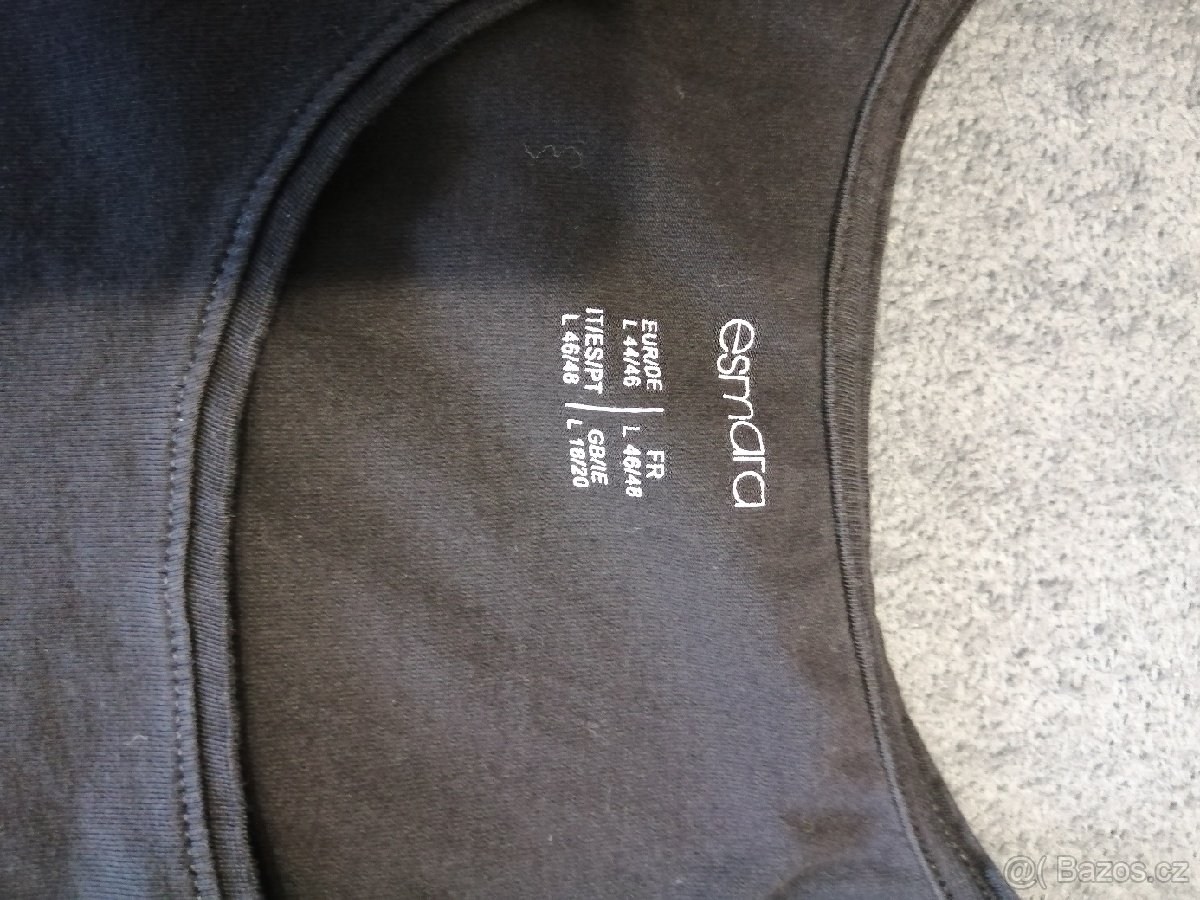 esmara
EUR/DE | FR
L 44/46 | L 46/48
IT/ES/PT | GB/IE
L 46/48 | L 18/20
@( Bazos.cz